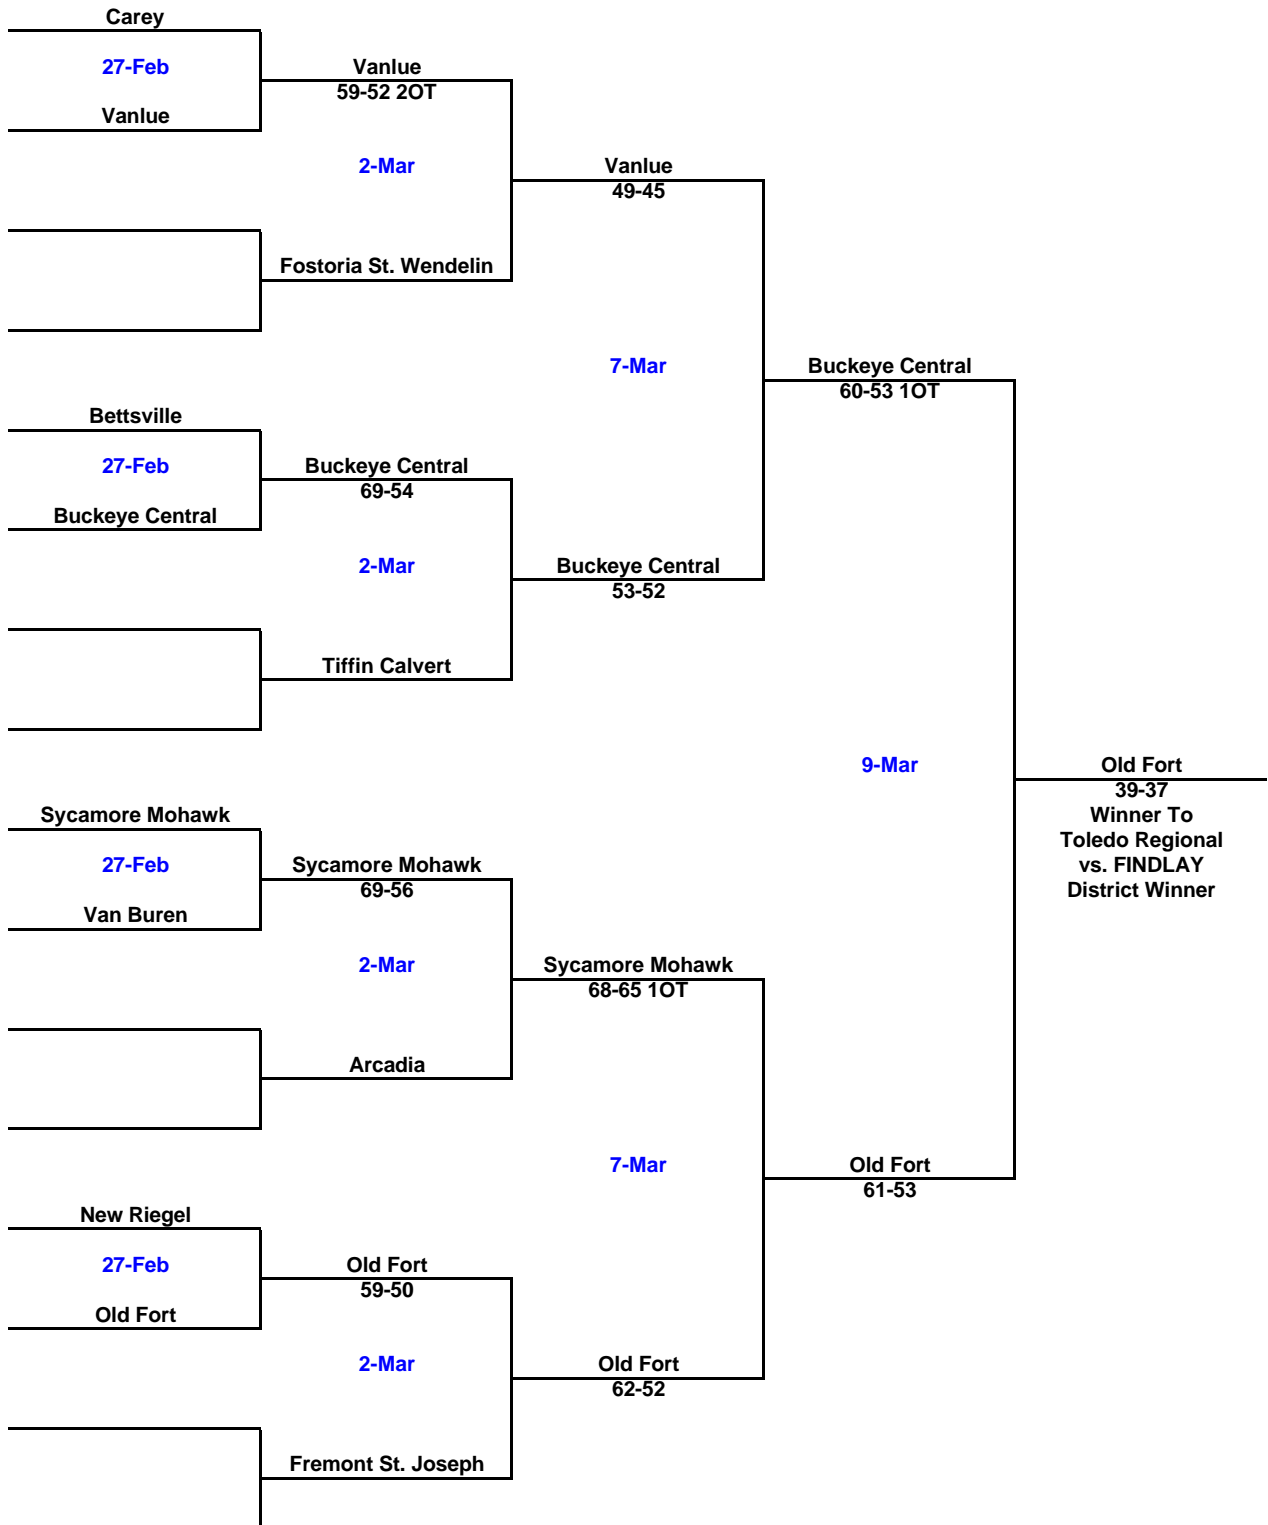 Carey
27-Feb
Vanlue
Vanlue
59-52 2OT
2-Mar
Vanlue
49-45
Fostoria St. Wendelin
7-Mar
Buckeye Central
60-53 1OT
Bettsville
27-Feb
Buckeye Central
Buckeye Central
69-54
2-Mar
Buckeye Central
53-52
Tiffin Calvert
9-Mar
Old Fort
39-37
Winner To
Toledo Regional
vs. FINDLAY
District Winner
Sycamore Mohawk
27-Feb
Van Buren
Sycamore Mohawk
69-56
2-Mar
Sycamore Mohawk
68-65 1OT
Arcadia
7-Mar
Old Fort
61-53
New Riegel
27-Feb
Old Fort
Old Fort
59-50
2-Mar
Old Fort
62-52
Fremont St. Joseph